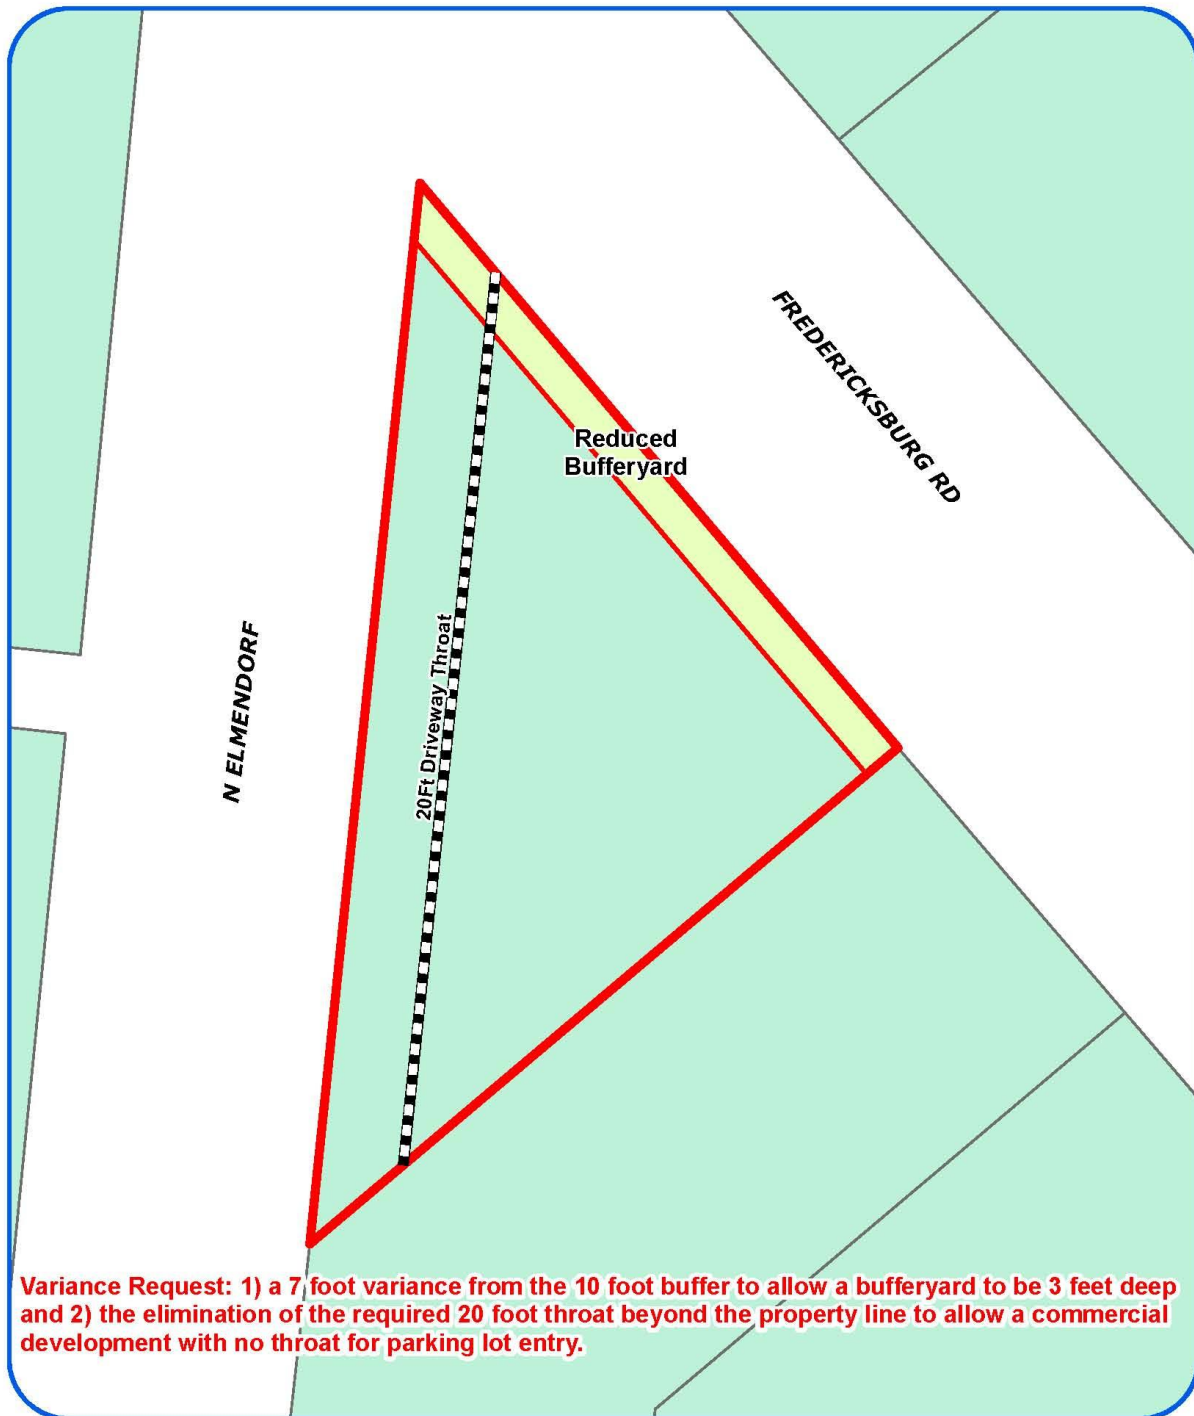 FREDERICKSBURG RD
Reduced
Bufferyard
20Ft Driveway Throat
N ELMENDORF
Variance Request: 1) a 7 foot variance from the 10 foot buffer to allow a bufferyard to be 3 feet deep
and 2) the elimination of the required 20 foot throat beyond the property line to allow a commercial
development with no throat for parking lot entry.